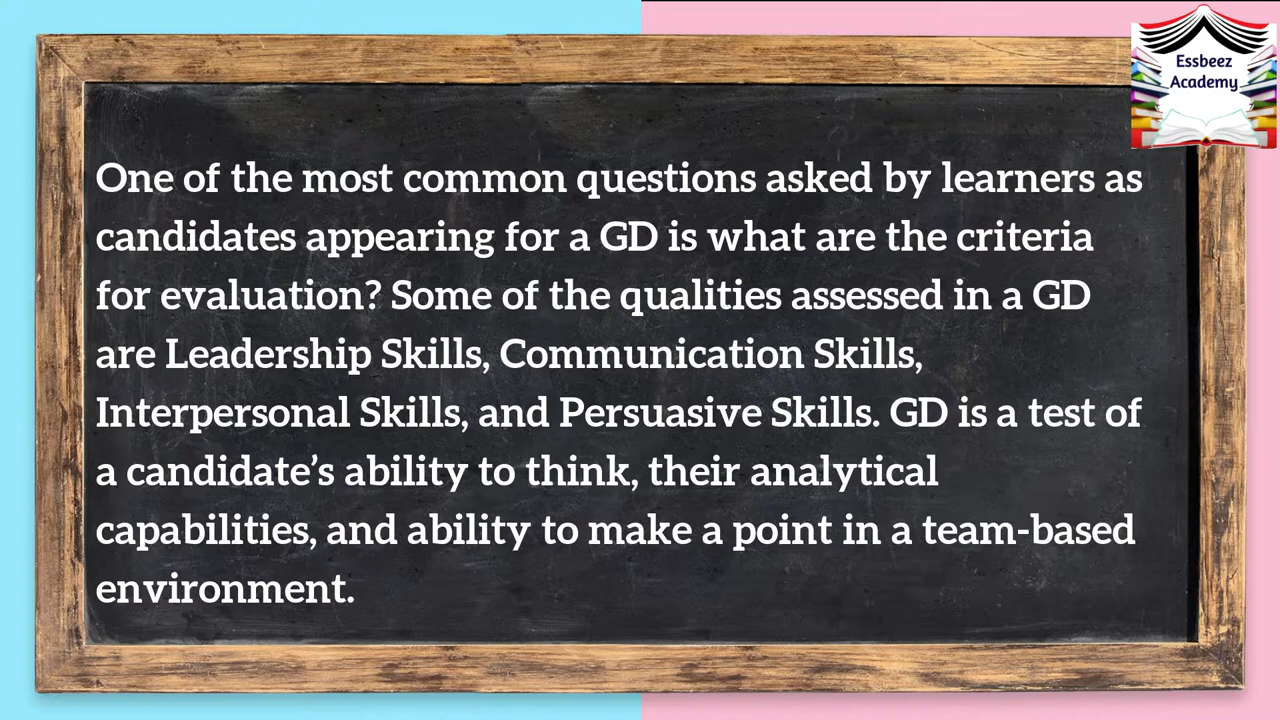 Essbeez
Academy
One of the most common questions asked by learners as
candidates appearing for a GD is what are the criteria
for evaluation? Some of the qualities assessed in a GD
are Leadership Skills, Communication Skills,
Interpersonal Skills, and Persuasive Skills. GD is a test of
a candidate’s ability to think, their analytical
capabilities, and ability to make a point in a team-based
environment.